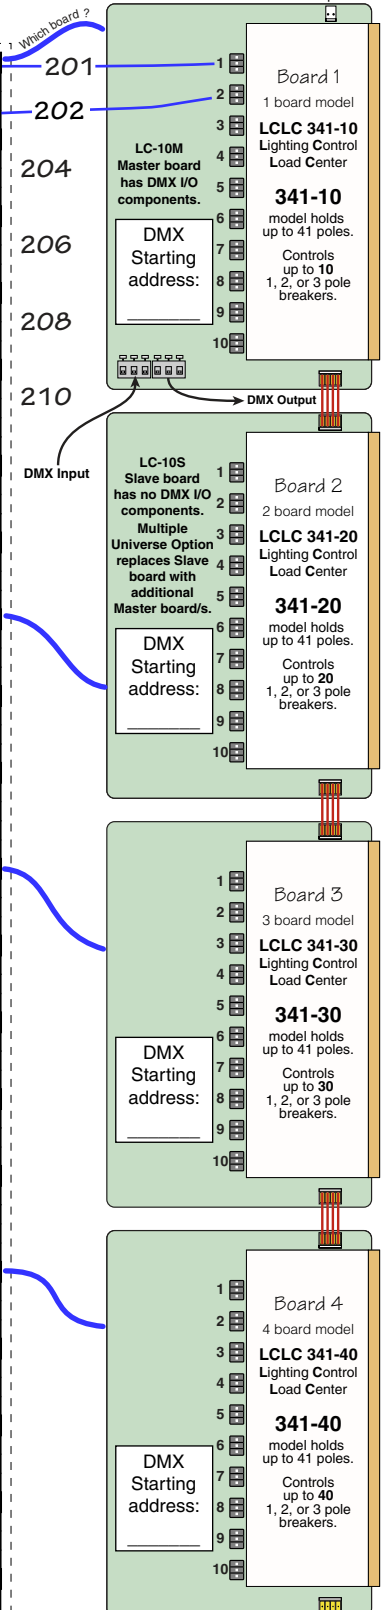 Which board ?
201
202
204
206
208
210
1
2
3
4
5
6
7
8
9
10
LC-10M
Master board
has DMX I/O
components.
DMX
Starting
address:
________
Board 1
1 board model
LCLC 341-10
Lighting Control
Load Center
341-10
model holds
up to 41 poles.
Controls
up to 10
1, 2, or 3 pole
breakers.
DMX Output
DMX Input
LC-10S
Slave board
has no DMX I/O
components.
Multiple
Universe Option
replaces Slave
board with
additional
Master board/s.
DMX
Starting
address:
________
1
2
3
4
5
6
7
8
9
10
Board 2
2 board model
LCLC 341-20
Lighting Control
Load Center
341-20
model holds
up to 41 poles.
Controls
up to 20
1, 2, or 3 pole
breakers.
1
2
3
4
5
6
7
8
9
10
DMX
Starting
address:
________
Board 3
3 board model
LCLC 341-30
Lighting Control
Load Center
341-30
model holds
up to 41 poles.
Controls
up to 30
1, 2, or 3 pole
breakers.
1
2
3
4
5
6
7
8
9
10
DMX
Starting
address:
________
Board 4
4 board model
LCLC 341-40
Lighting Control
Load Center
341-40
model holds
up to 41 poles.
Controls
up to 40
1, 2, or 3 pole
breakers.